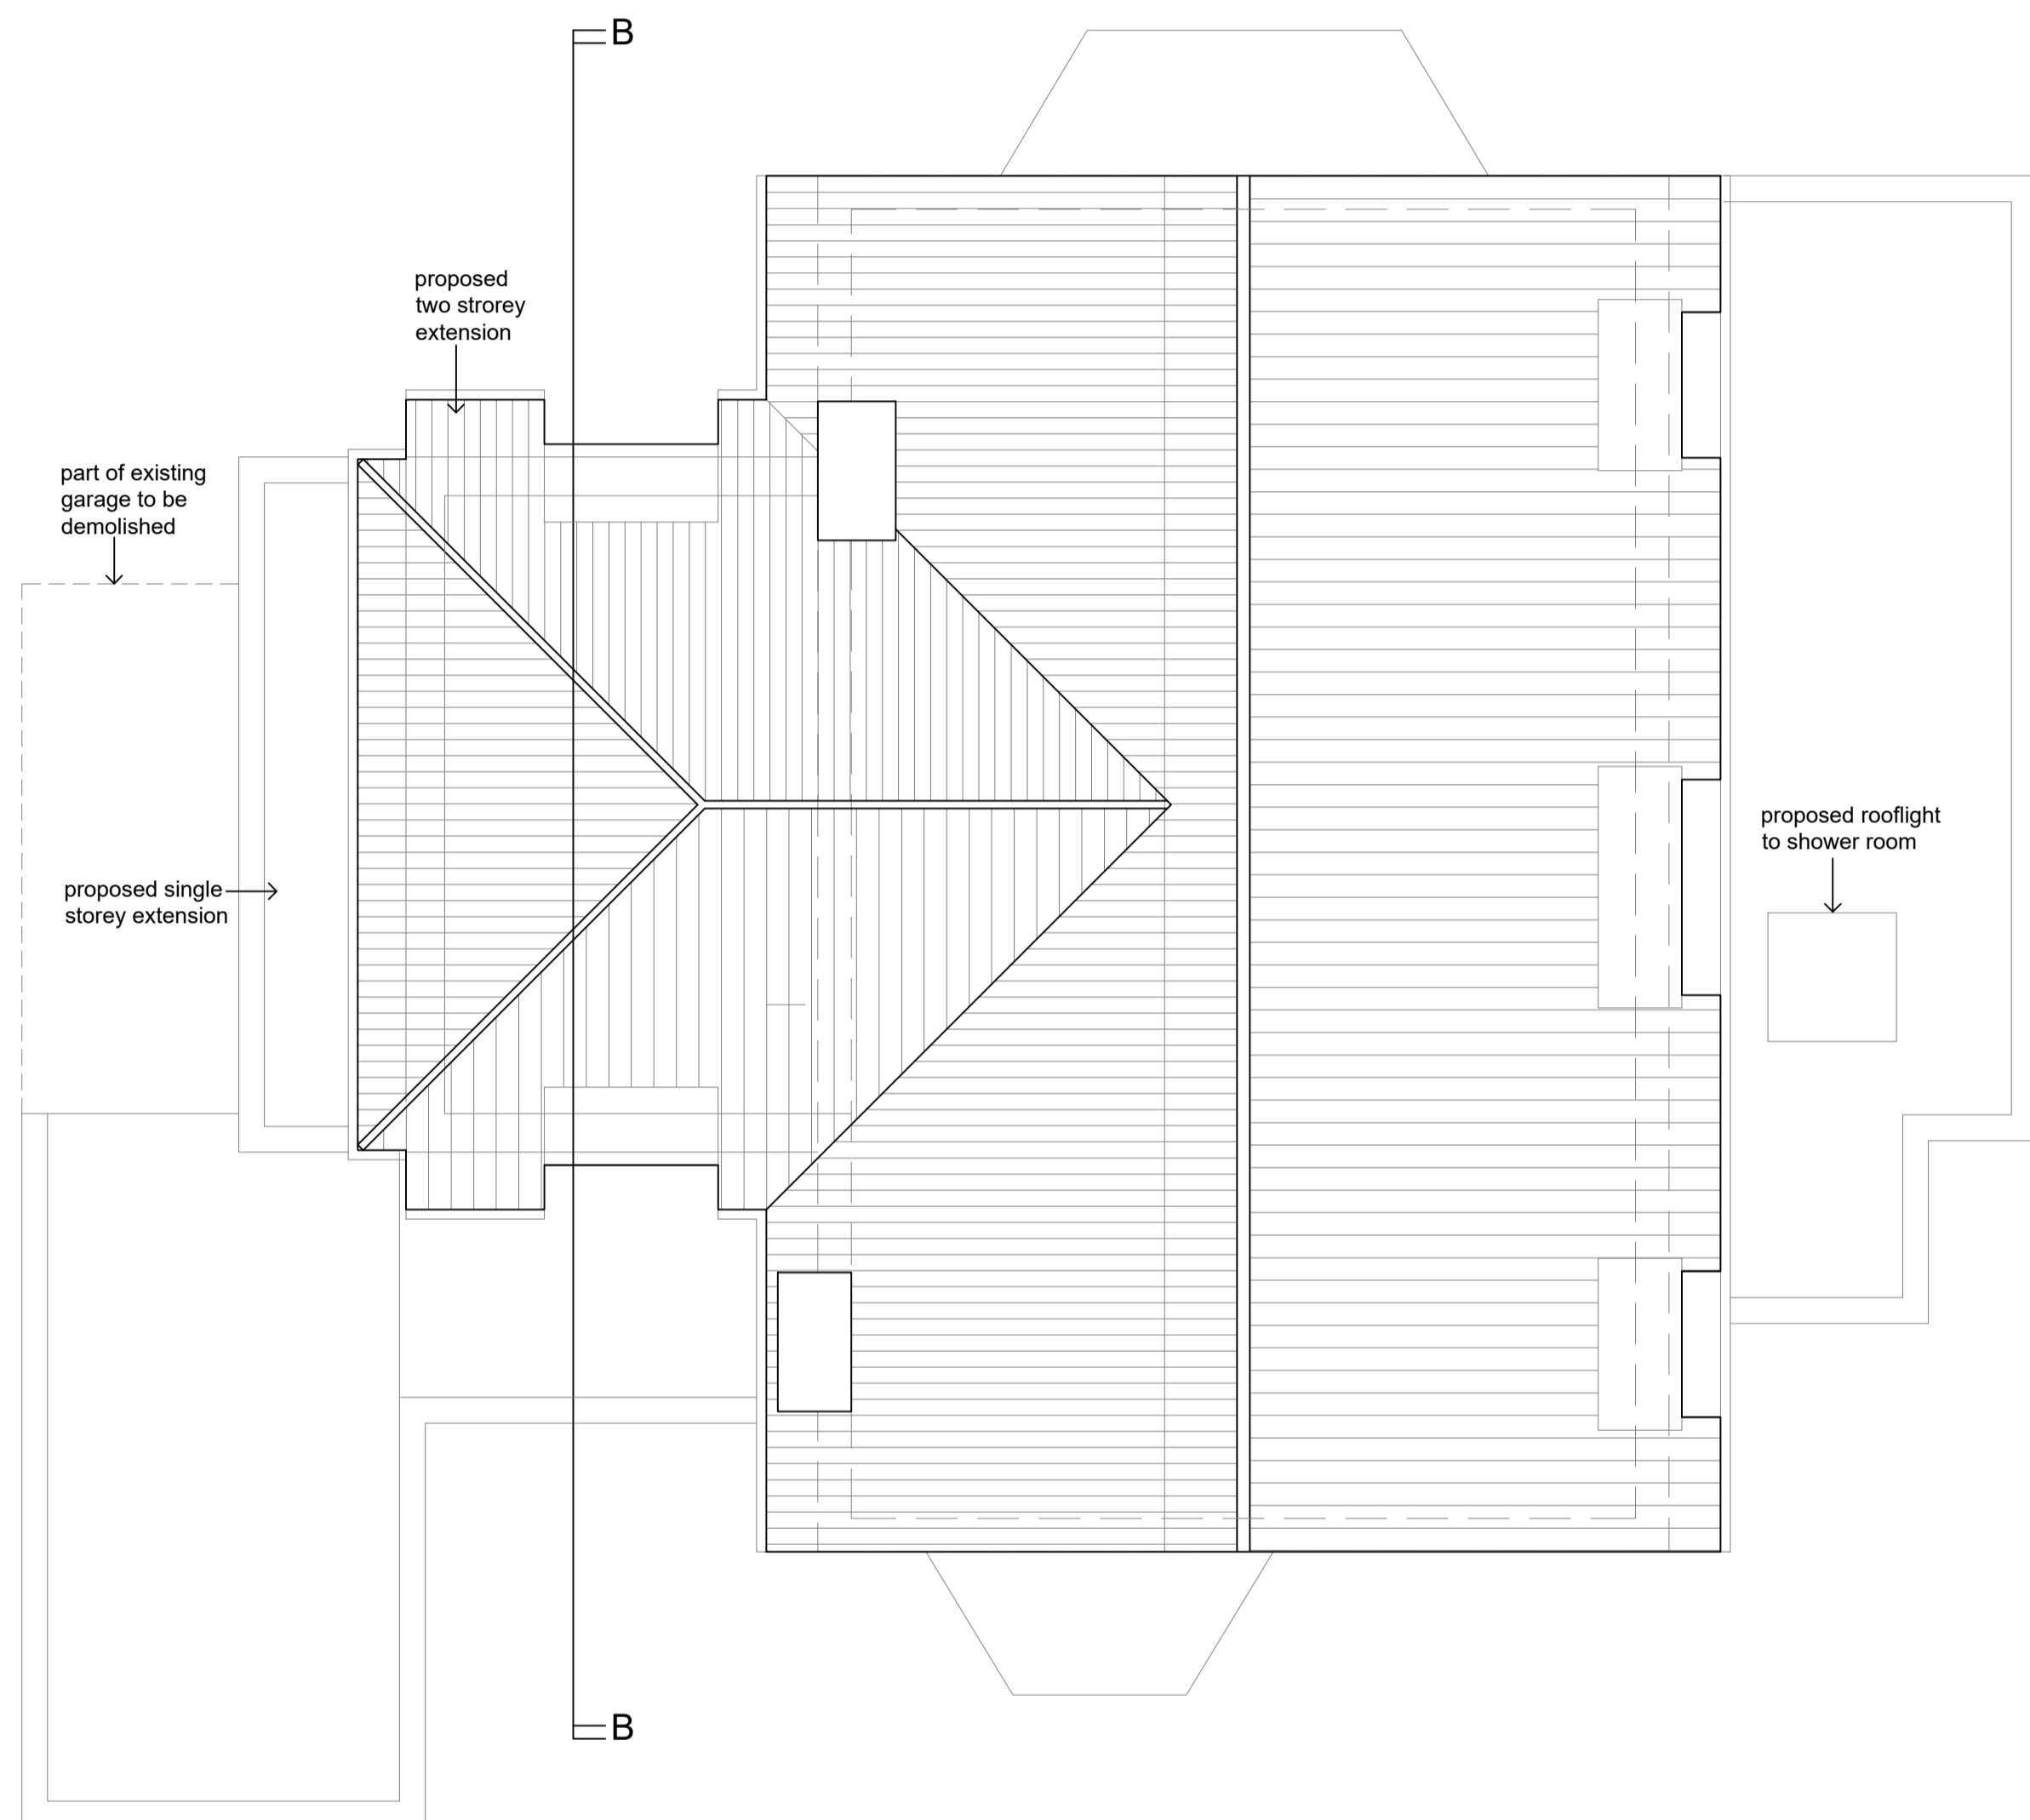 B
proposed
two strorey
extension
part of existing
garage to be
demolished
proposed rooflight
to shower room
proposed single
storey extension
B